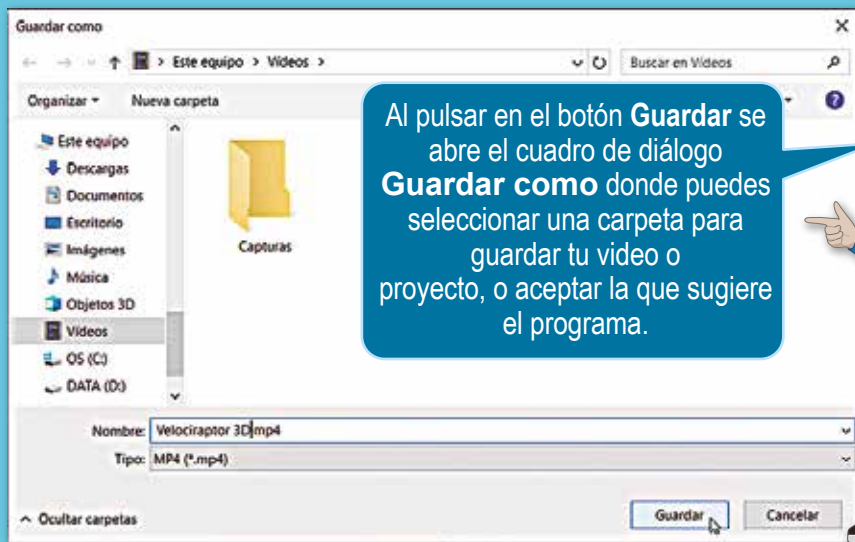 Guardar como
> Este equipo > Vídeos >
Buscar en Vídeos
Organizar
Nueva carpeta
Este equipo
Descargas
Documentos
Escritorio
Imágenes
Música
Objetos 3D
Vídeos
OS (C:)
DATA (D:)
Capturas
Al pulsar en el botón Guardar se
abre el cuadro de diálogo
Guardar como donde puedes
seleccionar una carpeta para
guardar tu video o
proyecto, o aceptar la que sugiere
el programa.
Nombre: Velociraptor 3D.mp4
Tipo: MP4 (*.mp4)
Ocultar carpetas
Guardar
Cancelar